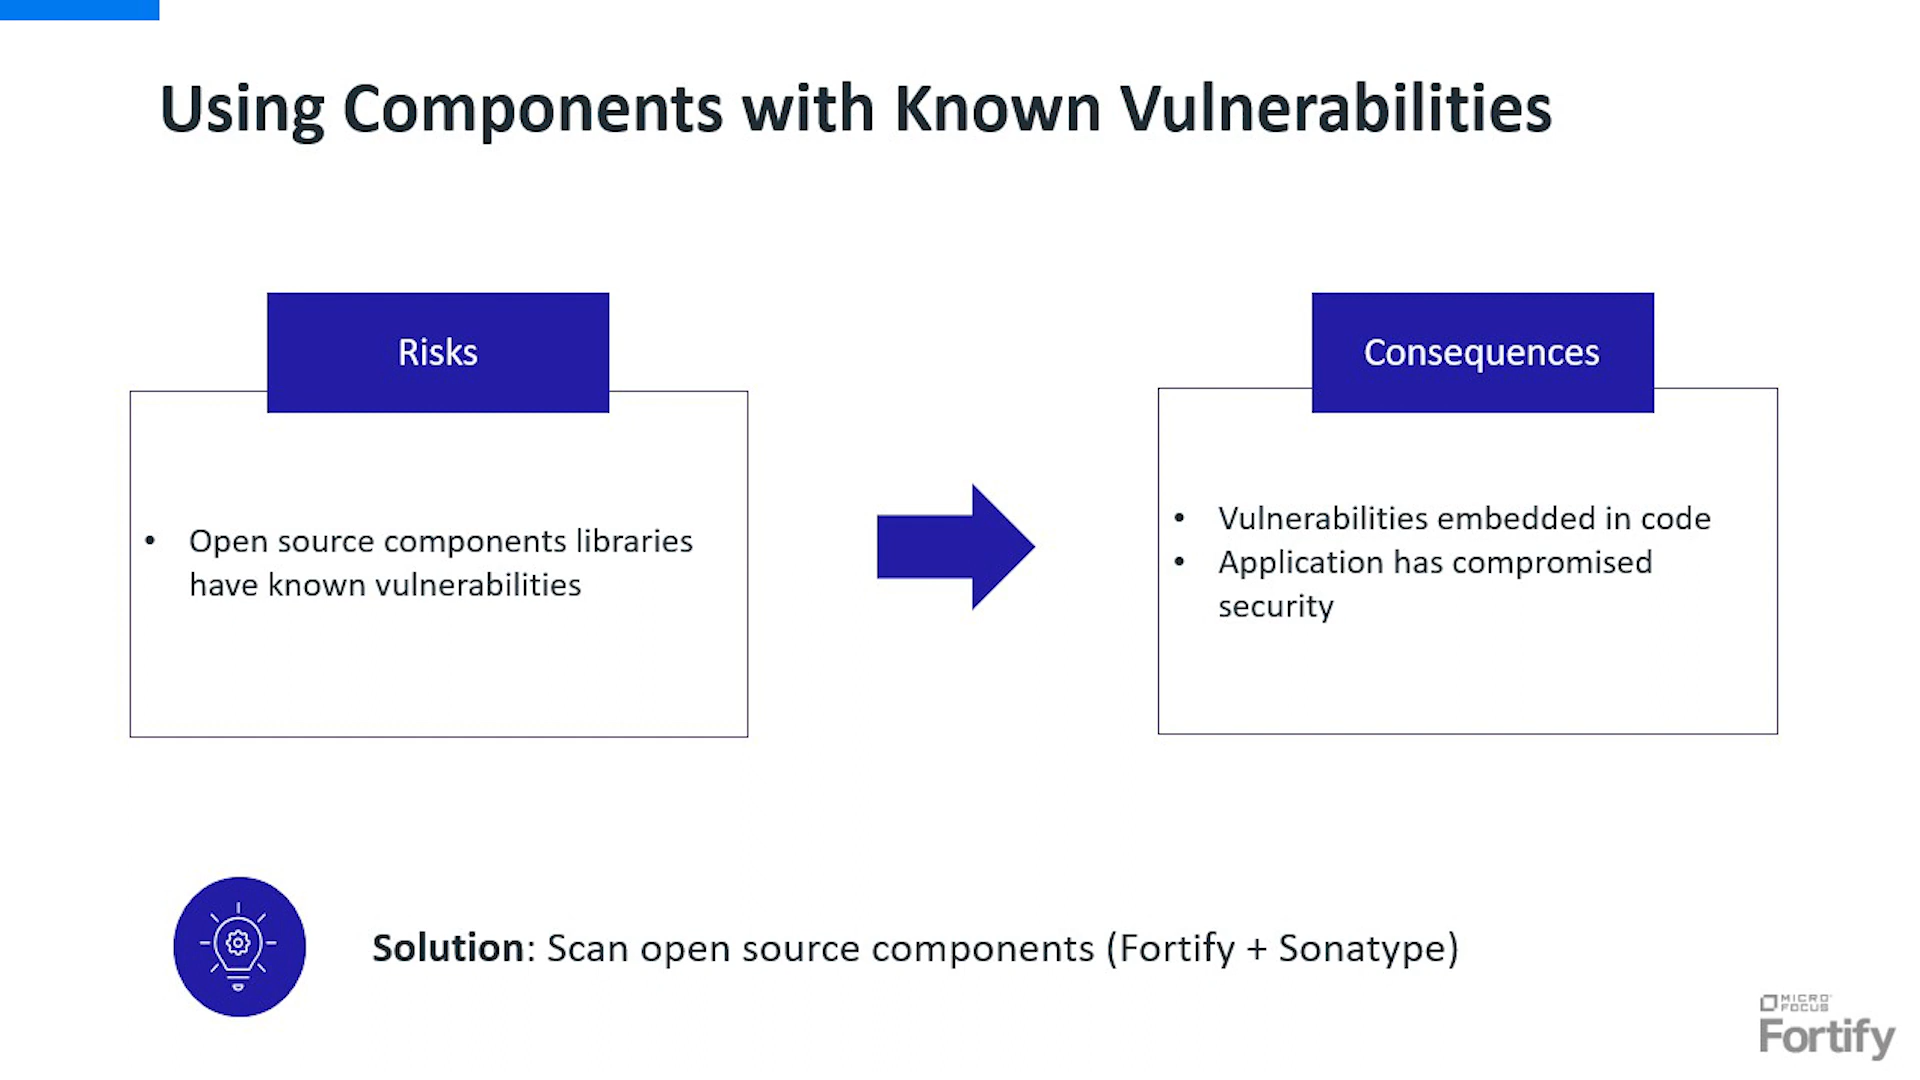 Using Components with Known Vulnerabilities
Risks
• Open source components libraries
have known vulnerabilities
Consequences
• Vulnerabilities embedded in code
• Application has compromised
security
Solution: Scan open source components (Fortify + Sonatype)
MICRO
FOCUS
Fortify